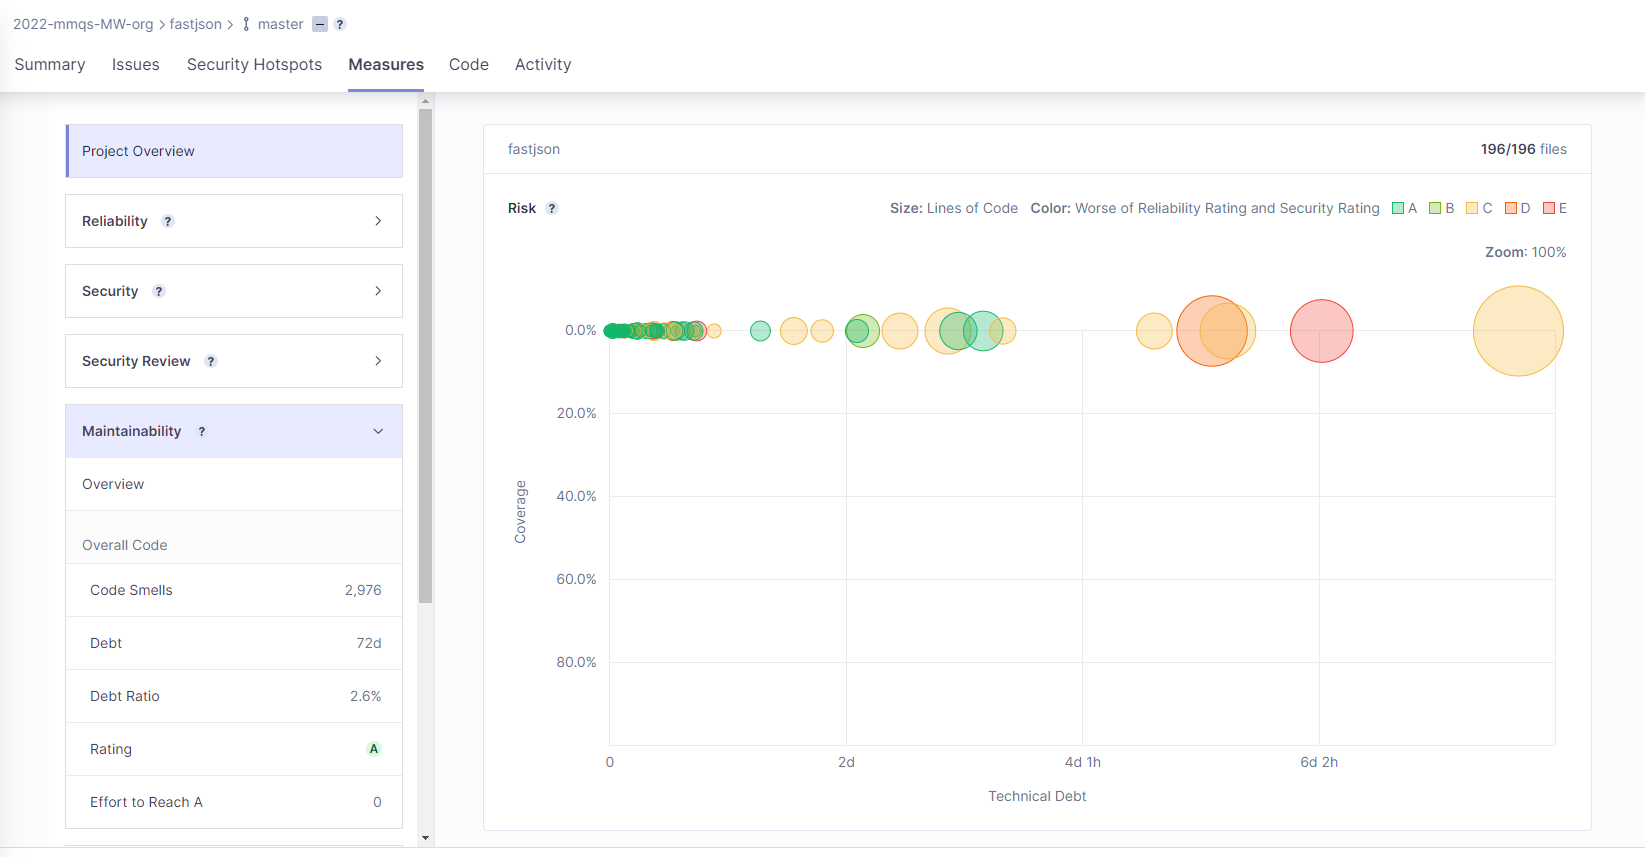 2022-mmqs-MW-org > fastjson > master – ?
Summary Issues Security Hotspots Measures Code Activity
Project Overview
Reliability ?
Security ?
Security Review ?
Maintainability ?
Overview
Overall Code
Code Smells 2,976
Debt 72d
Debt Ratio 2.6%
Rating A
Effort to Reach A 0
fastjson 196/196 files
Risk ? Size: Lines of Code Color: Worse of Reliability Rating and Security Rating A B C D E
Zoom: 100%
0.0%
20.0%
40.0%
60.0%
80.0%
Coverage
0 2d 4d 1h 6d 2h
Technical Debt